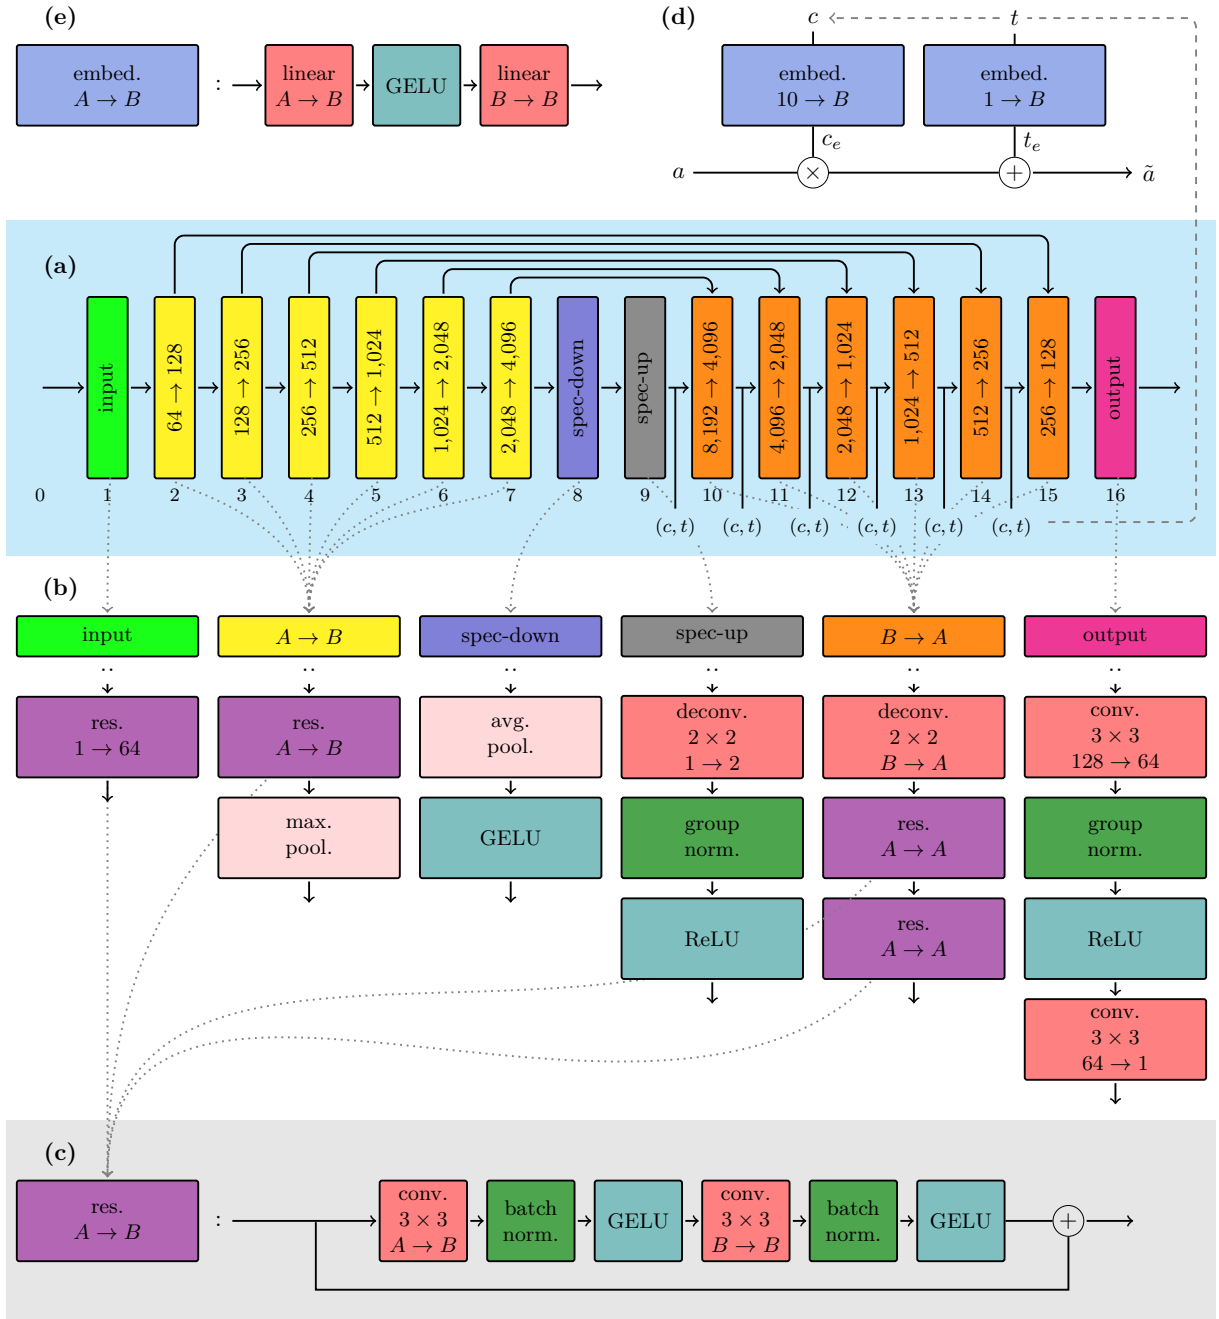 (e)
embed.
A → B
:
linear
A → B
GELU
linear
B → B
(d)
c
t
embed.
10 → B
embed.
1 → B
c_e
t_e
a
×
+
ã
(a)
input
64 → 128
128 → 256
256 → 512
512 → 1,024
1,024 → 2,048
2,048 → 4,096
spec-down
spec-up
8,192 → 4,096
4,096 → 2,048
2,048 → 1,024
1,024 → 512
512 → 256
256 → 128
output
0
1
2
3
4
5
6
7
8
9
10
11
12
13
14
15
16
(c, t)
(c, t)
(c, t)
(c, t)
(c, t)
(c, t)
(b)
input
A → B
spec-down
spec-up
B → A
output
..
..
..
..
..
..
res.
1 → 64
res.
A → B
max.
pool.
avg.
pool.
GELU
deconv.
2 × 2
1 → 2
group
norm.
ReLU
deconv.
2 × 2
B → A
res.
A → A
res.
A → A
conv.
3 × 3
128 → 64
group
norm.
ReLU
conv.
3 × 3
64 → 1
(c)
res.
A → B
:
conv.
3 × 3
A → B
batch
norm.
GELU
conv.
3 × 3
B → B
batch
norm.
GELU
+